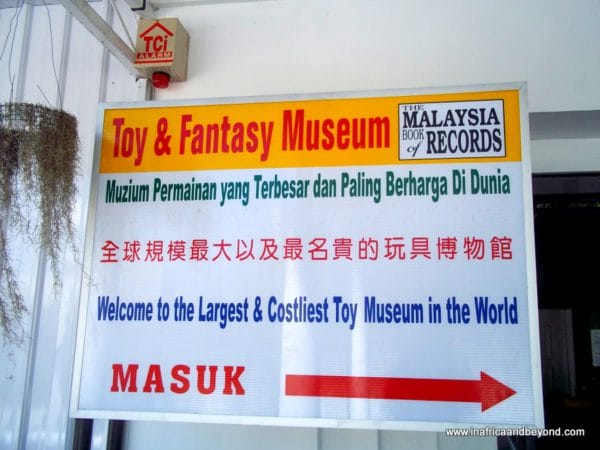 TCi
ALARM
Toy & Fantasy Museum
THE
MALAYSIA
BOOK of RECORDS
Muzium Permainan yang Terbesar dan Paling Berharga Di Dunia
全球規模最大以及最名貴的玩具博物館
Welcome to the Largest & Costliest Toy Museum in the World
MASUK
www.inafricaandbeyond.com